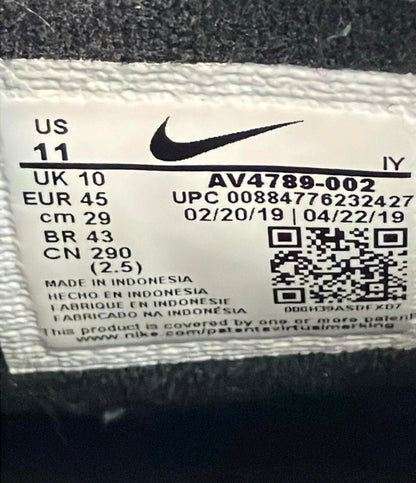 US
11
IY
UK 10
AV4789-002
EUR 45
UPC 00884776232427
cm 29
02/20/19 | 04/22/19
BR 43
CN 290
(2.5)
MADE IN INDONESIA
HECHO EN INDONESIA
FABRIQUE EN INDONESIE
FABRICADO NA INDONÉSIA
This product is covered by one or more patent
www.nike.com/patentsvirtualmarking